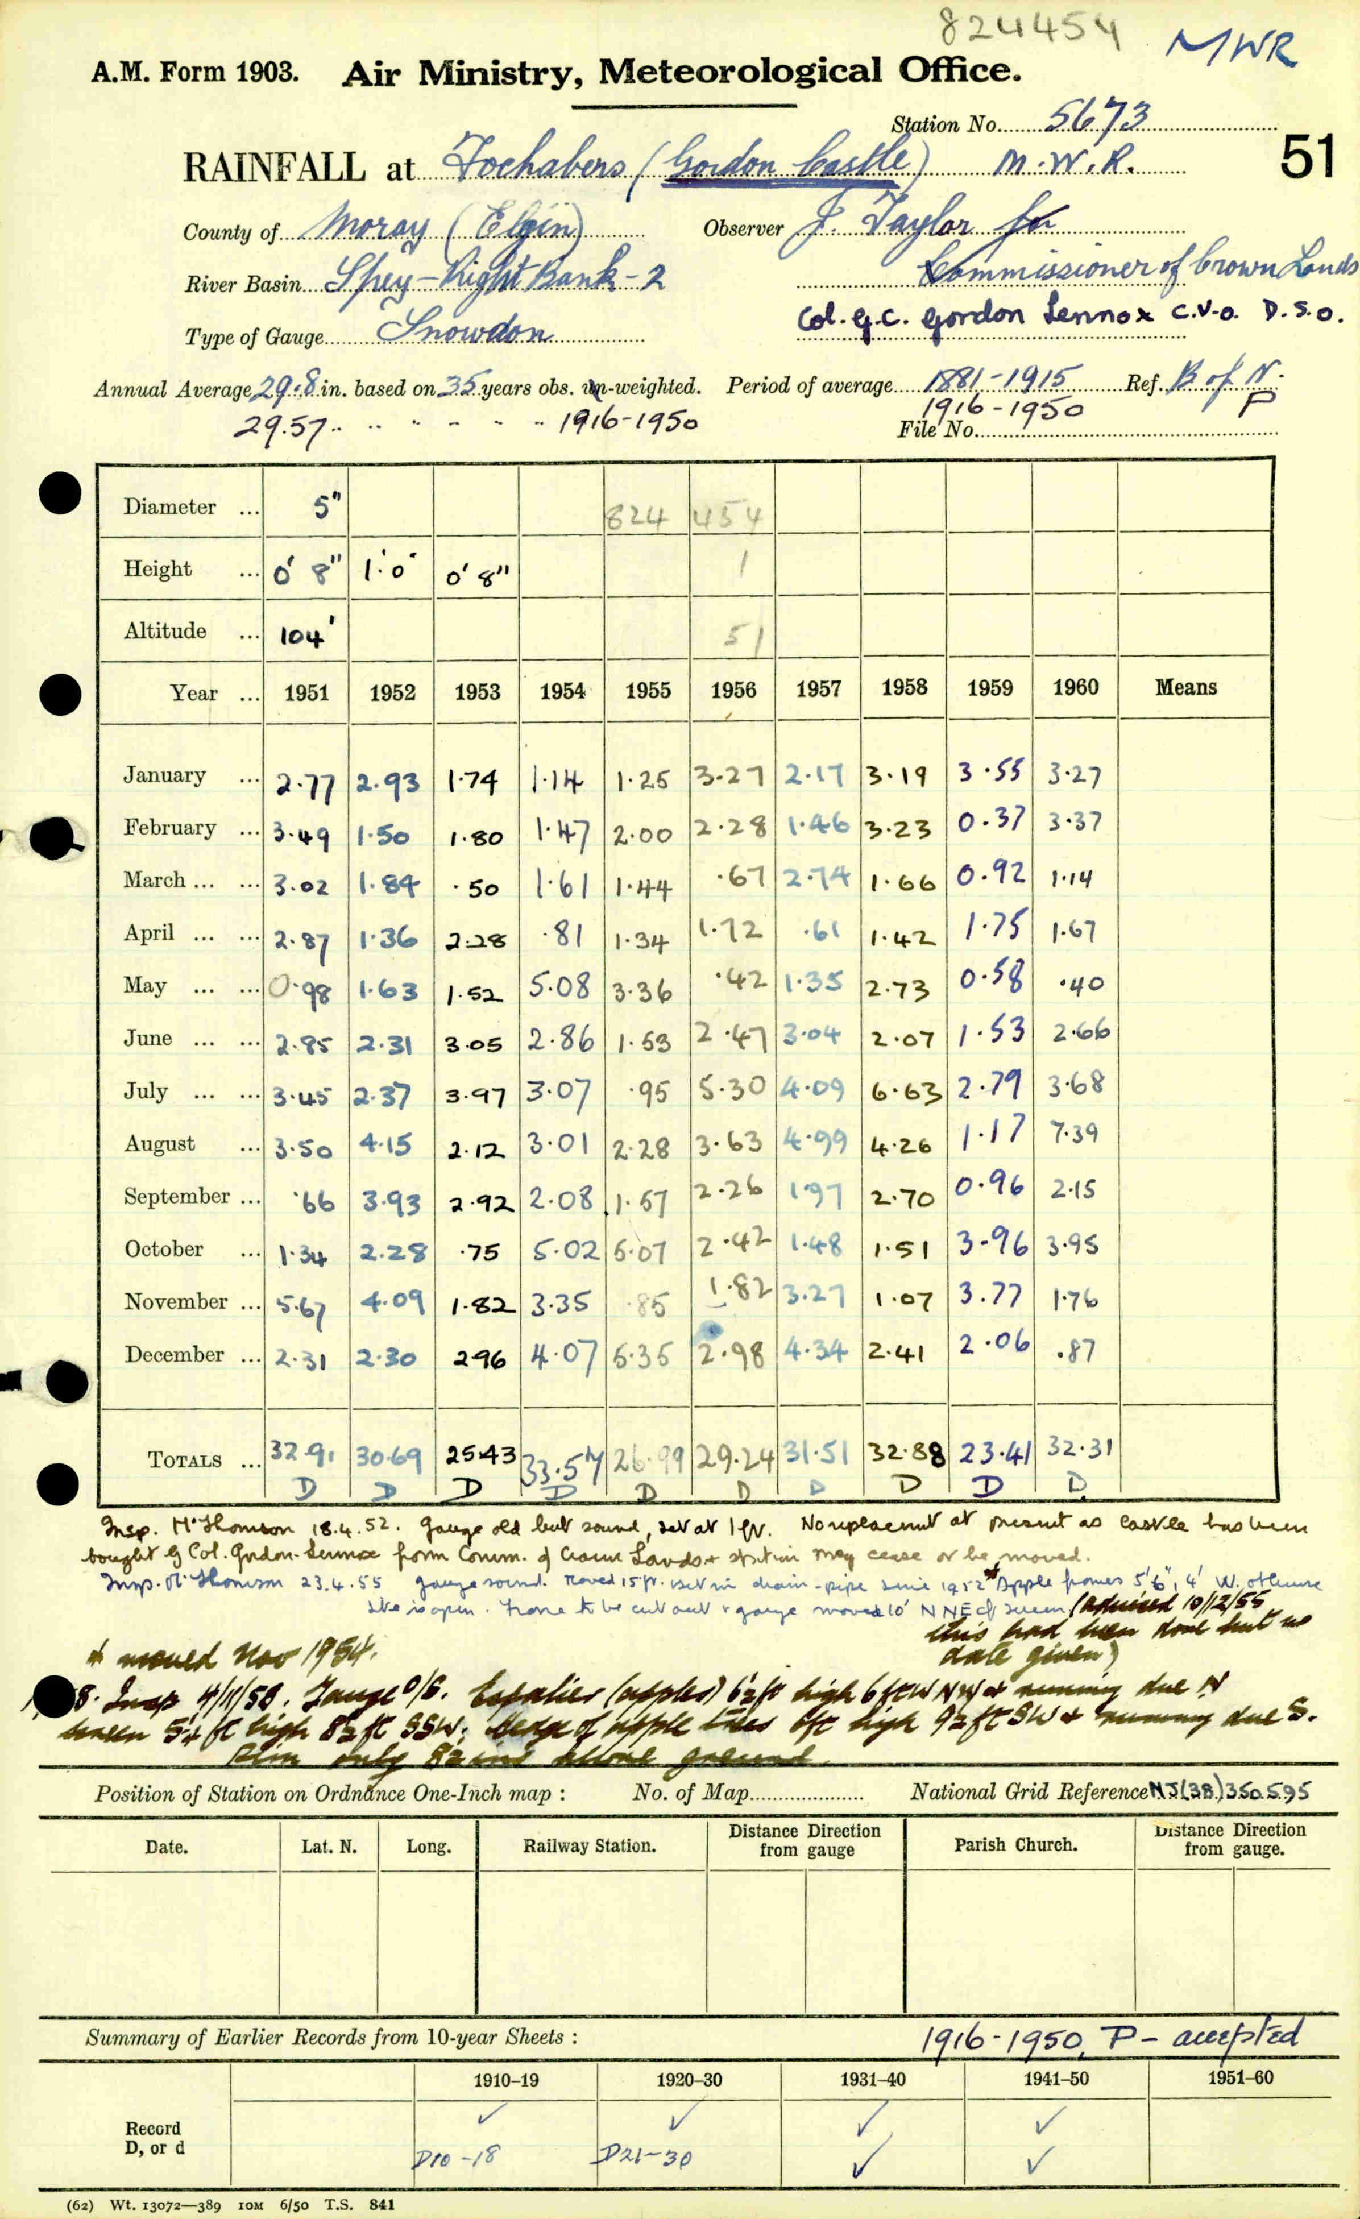 824454
MWR
A.M. Form 1903. Air Ministry, Meteorological Office.
Station No. 5673
RAINFALL at Fochabers (Gordon Castle) M.W.R. 51
County of Moray (Elgin) Observer J. Taylor for
River Basin Spey-Right Bank-2 Commissioner of Crown Lands
Type of Gauge Snowdon Col. G.C. Gordon Lennox C.V.O. D.S.O.
Annual Average 29.8 in. based on 35 years obs. un-weighted. Period of average 1881-1915 Ref. B of N.
29.57 " " " " " " 1916-1950 1916-1950 P
File No.
Diameter ... 5" 824 454
Height ... 0' 8" 1' 0" 0' 8" 1
Altitude ... 104' 51
Year ... 1951 1952 1953 1954 1955 1956 1957 1958 1959 1960 Means
January ... 2.77 2.93 1.74 1.14 1.25 3.27 2.17 3.19 3.55 3.27
February ... 3.49 1.50 1.80 1.47 2.00 2.28 1.46 3.23 0.37 3.37
March ... ... 3.02 1.84 .50 1.61 1.44 .67 2.74 1.66 0.92 1.14
April ... ... 2.87 1.36 2.28 .81 1.34 1.72 .61 1.42 1.75 1.67
May ... ... 0.98 1.63 1.52 5.08 3.36 .42 1.35 2.73 0.58 .40
June ... ... 2.85 2.31 3.05 2.86 1.53 2.47 3.04 2.07 1.53 2.66
July ... ... 3.45 2.37 3.97 3.07 .95 5.30 4.09 6.63 2.79 3.68
August ... 3.50 4.15 2.12 3.01 2.28 3.63 4.99 4.26 1.17 7.39
September ... .66 3.93 2.92 2.08 1.57 2.26 1.97 2.70 0.96 2.15
October ... 1.34 2.28 .75 5.02 5.07 2.42 1.48 1.51 3.96 3.95
November ... 5.67 4.09 1.82 3.35 .85 1.82 3.27 1.07 3.77 1.76
December ... 2.31 2.30 2.96 4.07 5.35 2.98 4.34 2.41 2.06 .87
TOTALS ... 32.91 30.69 25.43 33.57 26.99 29.24 31.51 32.88 23.41 32.31
D D D D D D D D D D
Insp. McThomson 18.4.52. Gauge old but sound, set at 1ft. No replacement at present as castle has been
bought by Col. Gordon-Lennox from Comm. of Crown Lands & station may cease or be moved.
Insp. McThomson 23.4.55 gauge sound. Moved 15 ft. set in drain-pipe since 1952* Apple frames 5'6", 4' W. otherwise
site is open. Frame to be cut out & gauge moved 10' NNE of screen (advised 10/12/55
this had been done but no
date given)
* moved Nov 1954.
58. Insp 4/11/58. Gauge O/S. Espalier (apples) 6½ft high 6ft WNW & running due N
screen 5¼ ft high 8½ft SSW. Hedge of apple trees 6ft high 9½ft SW & running due S.
Rim only 8½ins above ground.
Position of Station on Ordnance One-Inch map : No. of Map National Grid Reference NJ(38)350595
Date. Lat. N. Long. Railway Station. Distance Direction from gauge Parish Church. Distance Direction from gauge.
Summary of Earlier Records from 10-year Sheets : 1916-1950, P - accepted
1910–19 1920–30 1931–40 1941–50 1951–60
Record ✓ ✓ ✓ ✓
D, or d D10-18 D21-30 ✓ ✓
(62) Wt. 13072—389 10M 6/50 T.S. 841